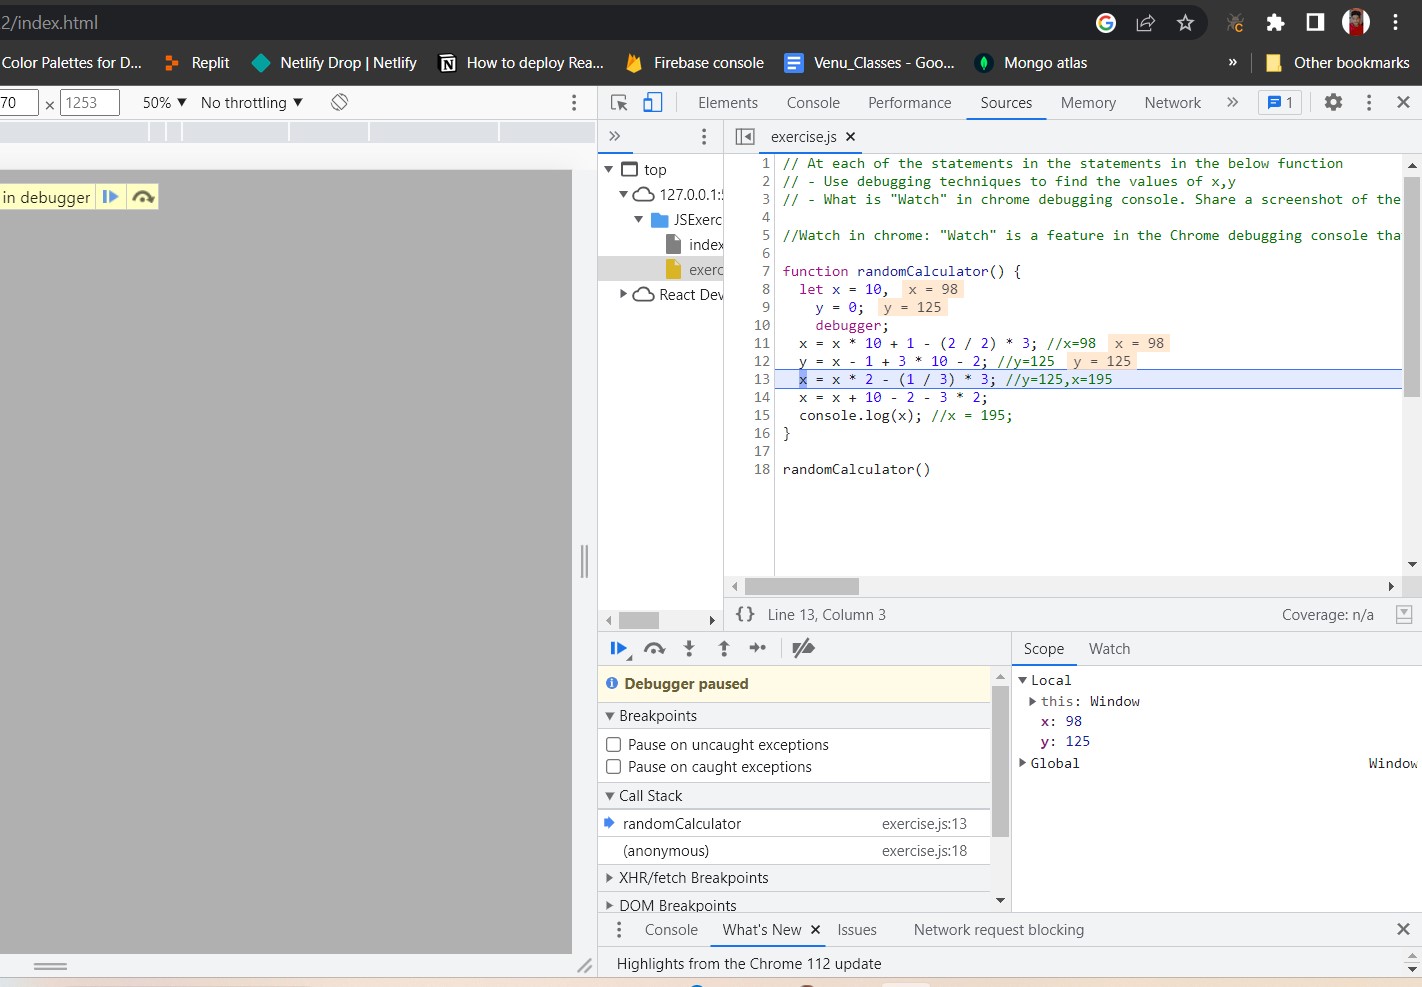 2/index.html
Color Palettes for D... Replit Netlify Drop | Netlify How to deploy Rea... Firebase console Venu_Classes - Goo... Mongo atlas » Other bookmarks
70 × 1253 50% ▼ No throttling ▼
Elements Console Performance Sources Memory Network » 1
» exercise.js ×
in debugger
top
127.0.0.1:5
JSExerc
index
exerc
React Dev
1 // At each of the statements in the statements in the below function
2 // - Use debugging techniques to find the values of x,y
3 // - What is "Watch" in chrome debugging console. Share a screenshot of the
4
5 //Watch in chrome: "Watch" is a feature in the Chrome debugging console tha
6
7 function randomCalculator() {
8 let x = 10, x = 98
9 y = 0; y = 125
10 debugger;
11 x = x * 10 + 1 - (2 / 2) * 3; //x=98 x = 98
12 y = x - 1 + 3 * 10 - 2; //y=125 y = 125
13 x = x * 2 - (1 / 3) * 3; //y=125,x=195
14 x = x + 10 - 2 - 3 * 2;
15 console.log(x); //x = 195;
16 }
17
18 randomCalculator()
{} Line 13, Column 3 Coverage: n/a
Scope Watch
Debugger paused
Breakpoints
Pause on uncaught exceptions
Pause on caught exceptions
Call Stack
randomCalculator exercise.js:13
(anonymous) exercise.js:18
XHR/fetch Breakpoints
DOM Breakpoints
Local
this: Window
x: 98
y: 125
Global Window
Console What's New × Issues Network request blocking
Highlights from the Chrome 112 update